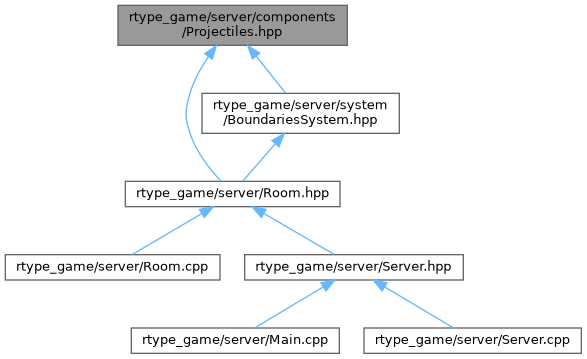 rtype_game/server/components
/Projectiles.hpp
rtype_game/server/system
/BoundariesSystem.hpp
rtype_game/server/Room.hpp
rtype_game/server/Room.cpp
rtype_game/server/Server.hpp
rtype_game/server/Main.cpp
rtype_game/server/Server.cpp